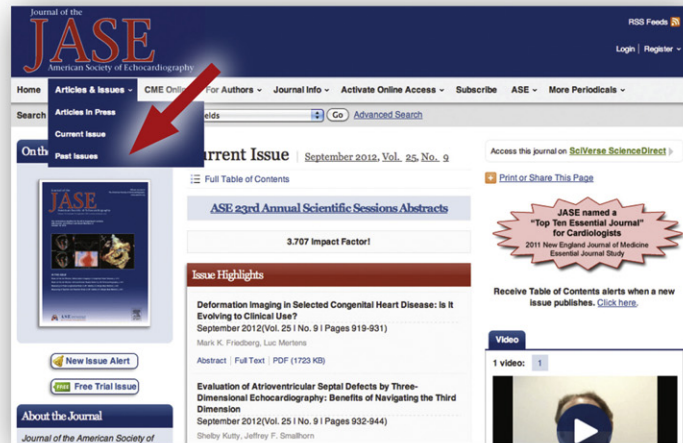 Journal of the
JASE
American Society of Echocardiography
RSS Feeds
Login | Register
Home Articles & Issues CME Onli For Authors Journal Info Activate Online Access Subscribe ASE More Periodicals
Search elds Go Advanced Search
Articles In Press
Current Issue
Past Issues
On th
Journal of the
JASE
New Issue Alert
FREE Free Trial Issue
About the Journal
Journal of the American Society of
rrent Issue | September 2012, Vol. 25, No. 9
Full Table of Contents
ASE 23rd Annual Scientific Sessions Abstracts
3.707 Impact Factor!
Issue Highlights
Deformation Imaging in Selected Congenital Heart Disease: Is It
Evolving to Clinical Use?
September 2012(Vol. 25 | No. 9 | Pages 919-931)
Mark K. Friedberg, Luc Mertens
Abstract | Full Text | PDF (1723 KB)
Evaluation of Atrioventricular Septal Defects by Three-
Dimensional Echocardiography: Benefits of Navigating the Third
Dimension
September 2012(Vol. 25 | No. 9 | Pages 932-944)
Shelby Kutty, Jeffrey F. Smallhorn
Access this journal on SciVerse ScienceDirect
Print or Share This Page
JASE named a
"Top Ten Essential Journal"
for Cardiologists
2011 New England Journal of Medicine
Essential Journal Study
Receive Table of Contents alerts when a new
issue publishes. Click here.
Video
1 video: 1